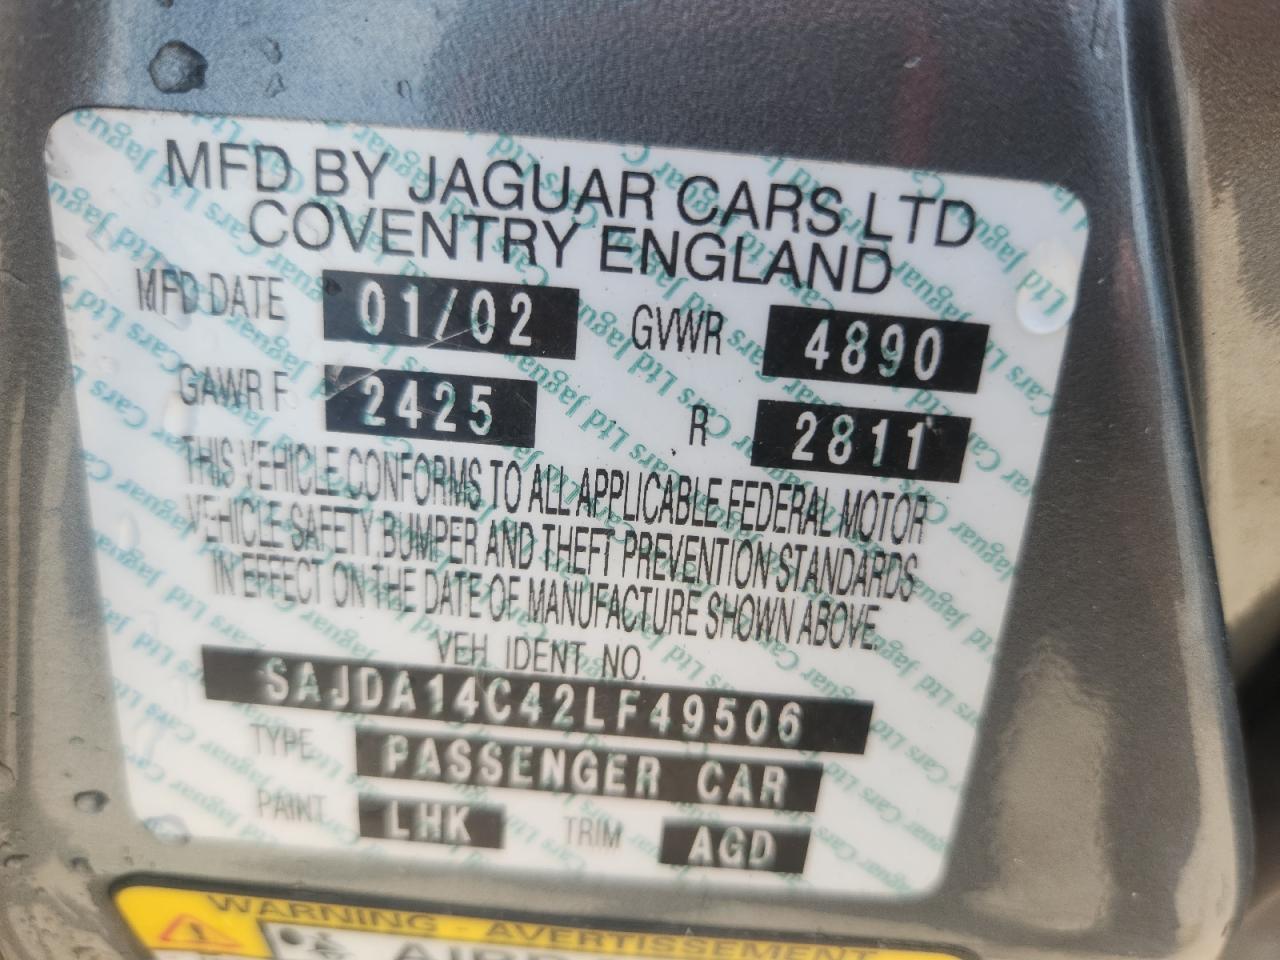 MFD BY JAGUAR CARS LTD
COVENTRY ENGLAND
MFD DATE 01/02 GVWR 4890
GAWR F 2425 R 2811
THIS VEHICLE CONFORMS TO ALL APPLICABLE FEDERAL MOTOR
VEHICLE SAFETY, BUMPER AND THEFT PREVENTION STANDARDS
IN EFFECT ON THE DATE OF MANUFACTURE SHOWN ABOVE.
VEH. IDENT. NO.
SAJDA14C42LF49506
TYPE PASSENGER CAR
PAINT LHK TRIM AGD
WARNING - AVERTISSEMENT